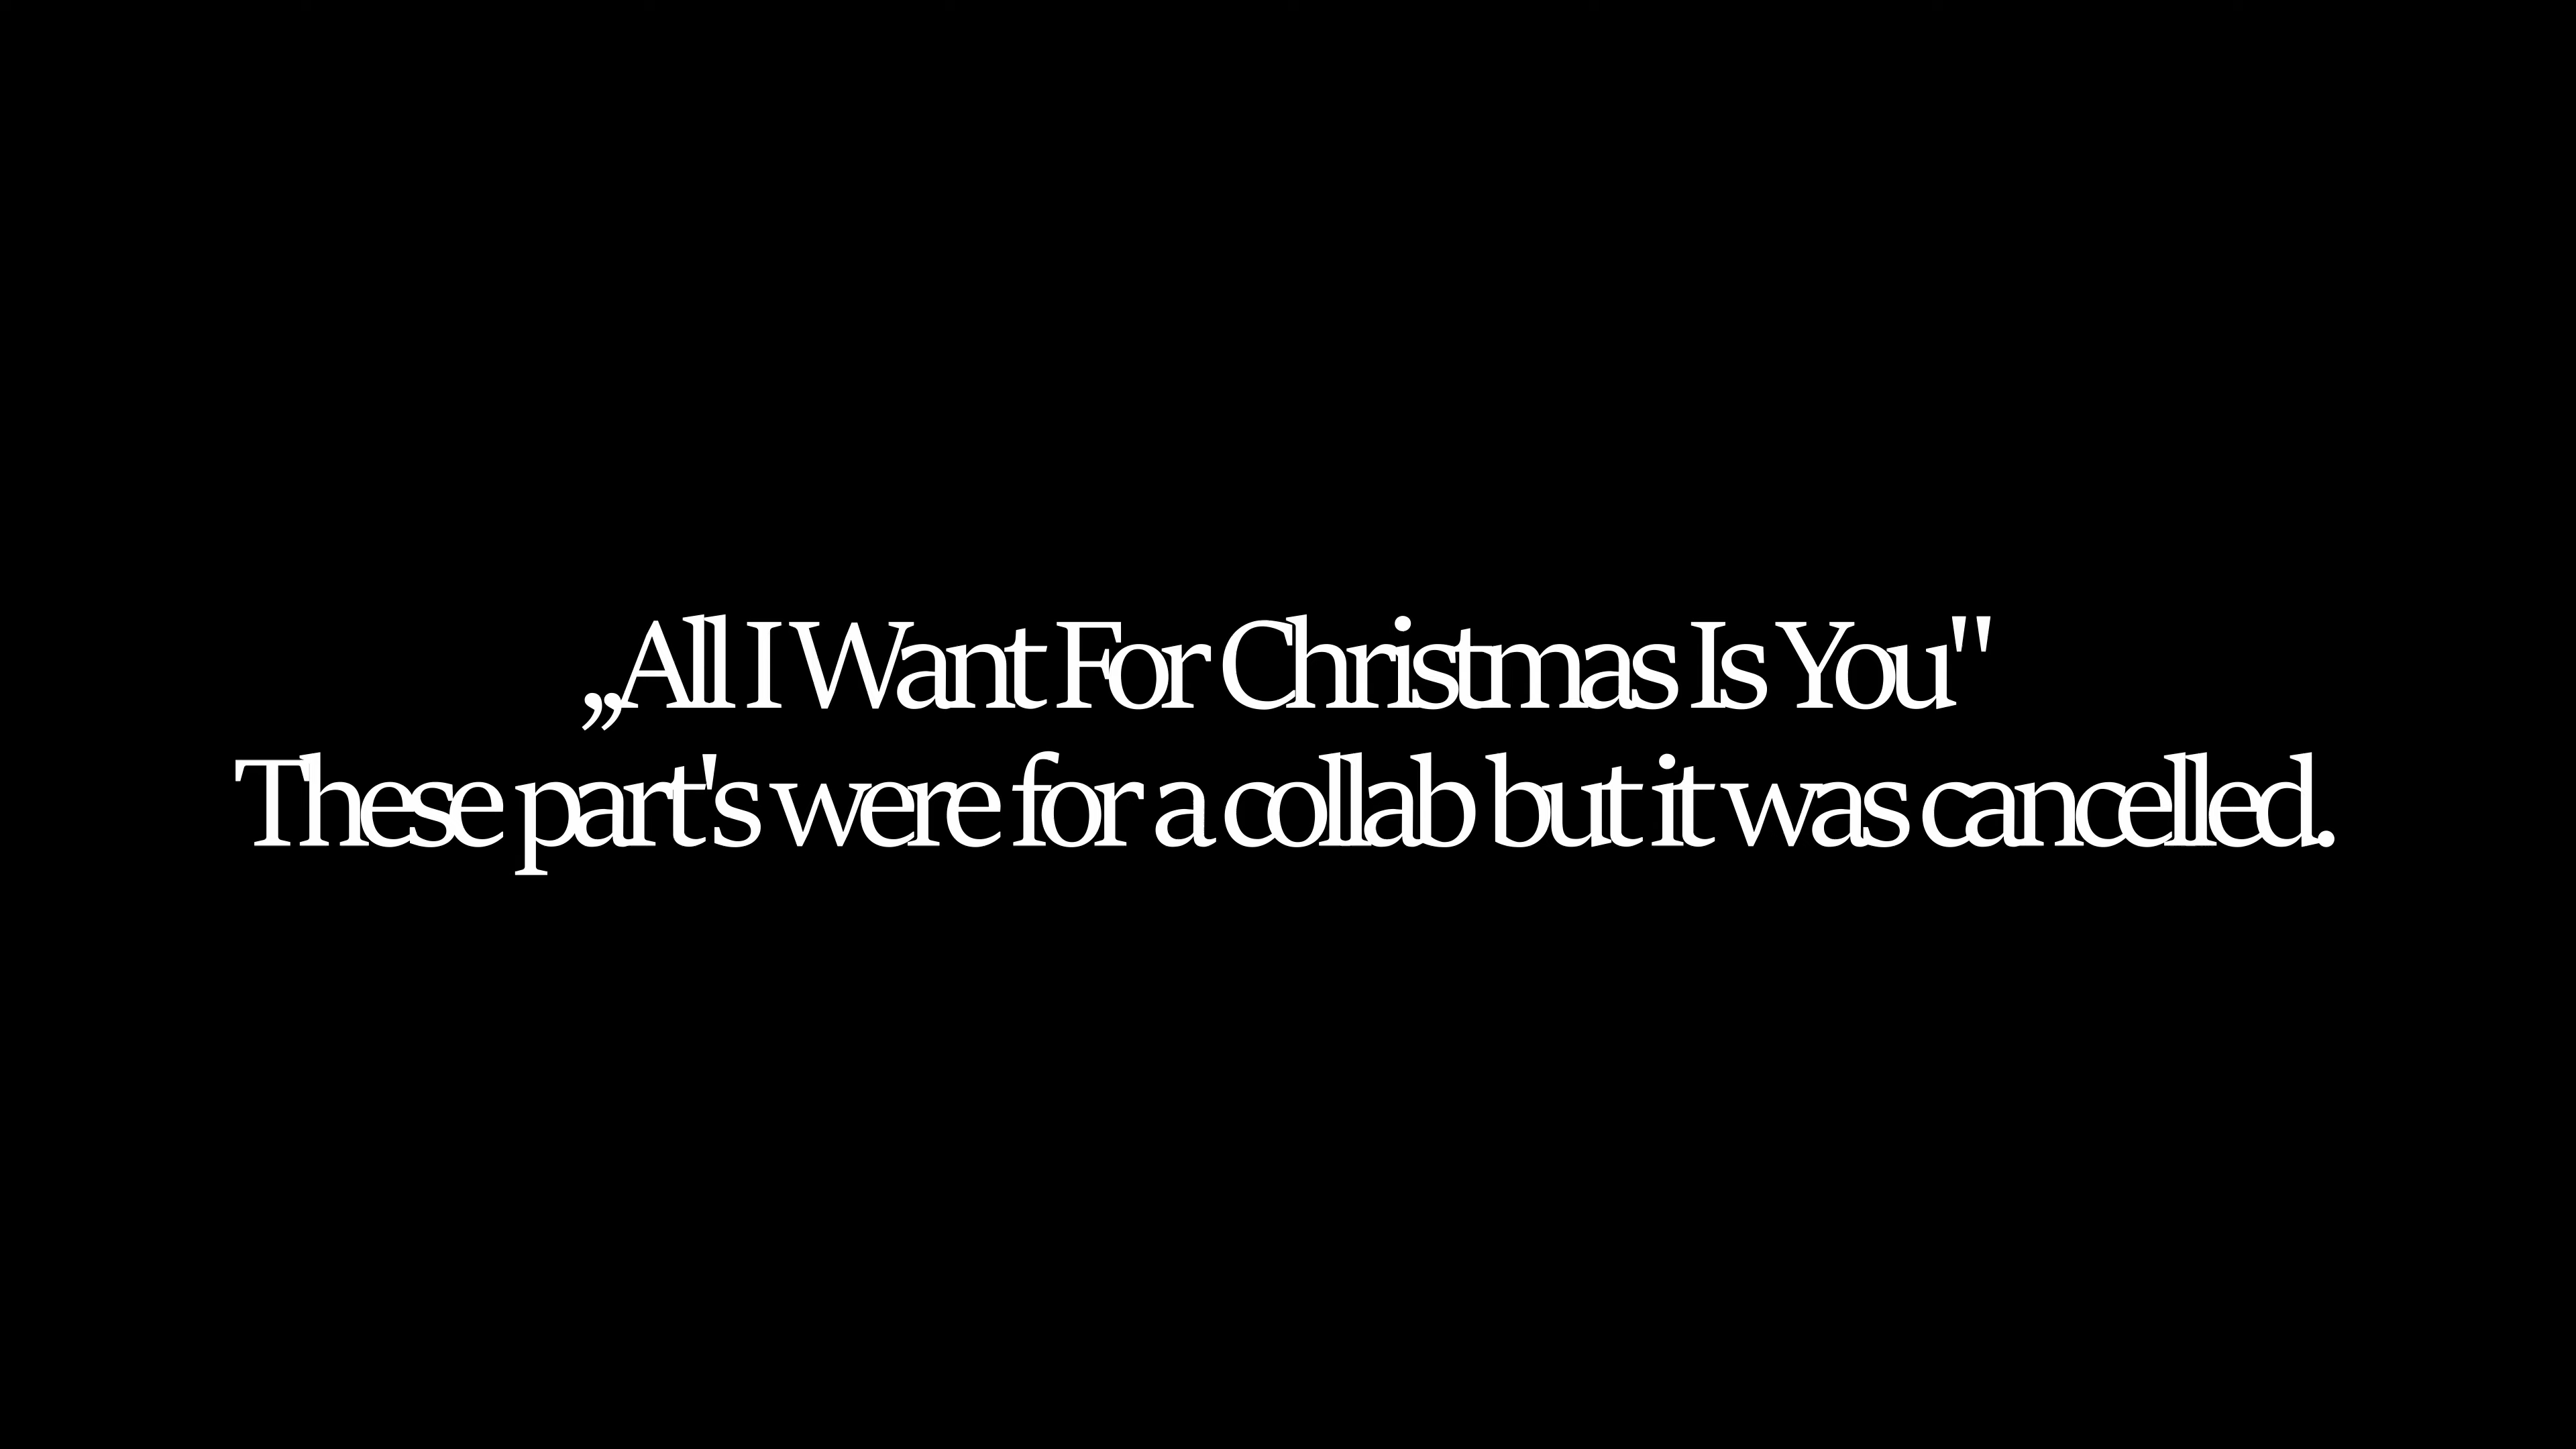 „All I Want For Christmas Is You"
These part's were for a collab but it was cancelled.